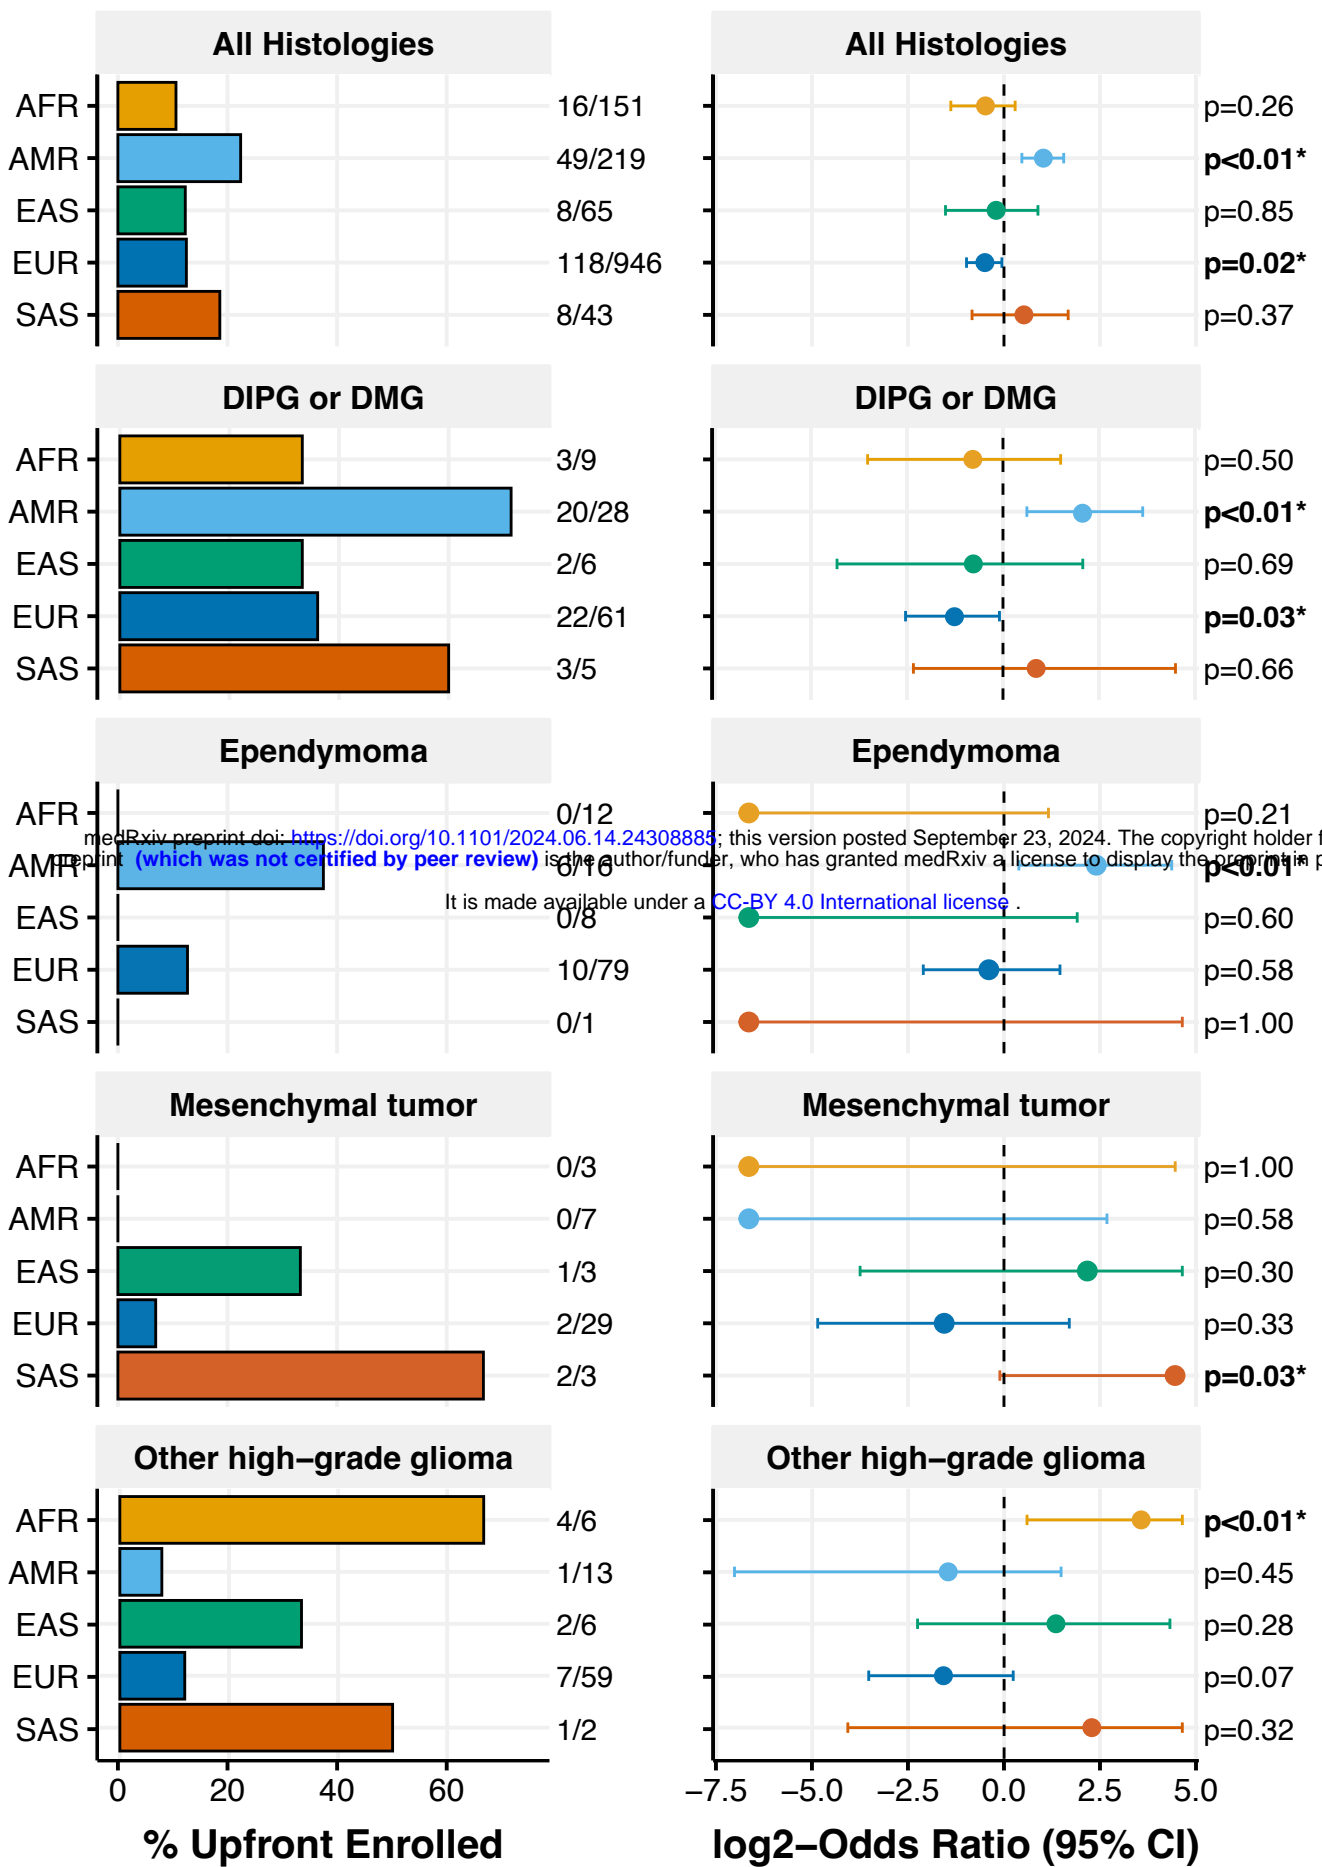 All Histologies
All Histologies
AFR 16/151 p=0.26
AMR 49/219 p<0.01*
EAS 8/65 p=0.85
EUR 118/946 p=0.02*
SAS 8/43 p=0.37
DIPG or DMG
DIPG or DMG
AFR 3/9 p=0.50
AMR 20/28 p<0.01*
EAS 2/6 p=0.69
EUR 22/61 p=0.03*
SAS 3/5 p=0.66
Ependymoma
Ependymoma
AFR 0/12 p=0.21
medRxiv preprint doi: https://doi.org/10.1101/2024.06.14.24308885; this version posted September 23, 2024. The copyright holder f
preprint (which was not certified by peer review) is the author/funder, who has granted medRxiv a license to display the preprint in p
AMR 6/16 p<0.01*
It is made available under a CC-BY 4.0 International license .
EAS 0/8 p=0.60
EUR 10/79 p=0.58
SAS 0/1 p=1.00
Mesenchymal tumor
Mesenchymal tumor
AFR 0/3 p=1.00
AMR 0/7 p=0.58
EAS 1/3 p=0.30
EUR 2/29 p=0.33
SAS 2/3 p=0.03*
Other high−grade glioma
Other high−grade glioma
AFR 4/6 p<0.01*
AMR 1/13 p=0.45
EAS 2/6 p=0.28
EUR 7/59 p=0.07
SAS 1/2 p=0.32
0 20 40 60
−7.5 −5.0 −2.5 0.0 2.5 5.0
% Upfront Enrolled
log2−Odds Ratio (95% CI)